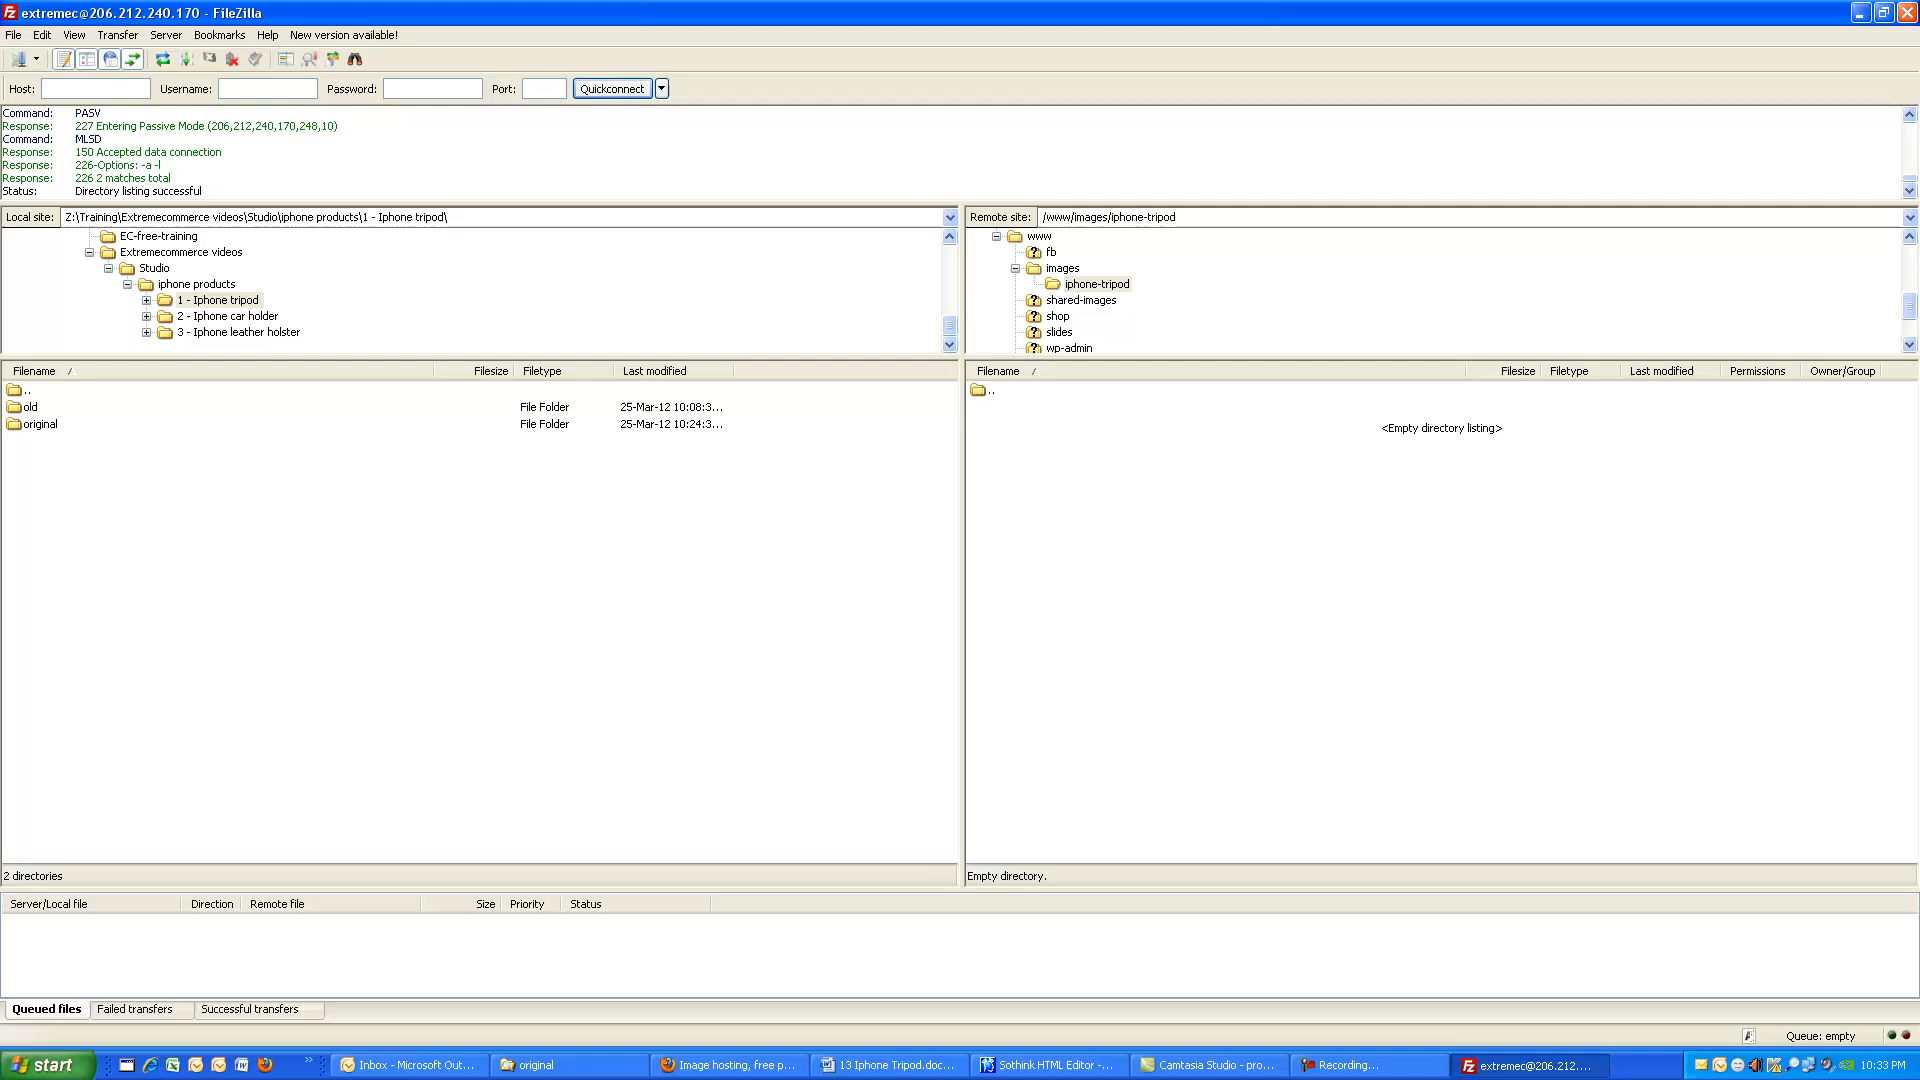 extremec@206.212.240.170 - FileZilla
File Edit View Transfer Server Bookmarks Help New version available!
Host: Username: Password: Port: Quickconnect
Command: PASV
Response: 227 Entering Passive Mode (206,212,240,170,248,10)
Command: MLSD
Response: 150 Accepted data connection
Response: 226-Options: -a -l
Response: 226 2 matches total
Status: Directory listing successful
Local site: Z:\Training\Extremecommerce videos\Studio\iphone products\1 - Iphone tripod\
EC-free-training
Extremecommerce videos
Studio
iphone products
1 - Iphone tripod
2 - Iphone car holder
3 - Iphone leather holster
Remote site: /www/images/iphone-tripod
www
fb
images
iphone-tripod
shared-images
shop
slides
wp-admin
Filename / Filesize Filetype Last modified
..
old File Folder 25-Mar-12 10:08:3...
original File Folder 25-Mar-12 10:24:3...
2 directories
Filename / Filesize Filetype Last modified Permissions Owner/Group
..
<Empty directory listing>
Empty directory.
Server/Local file Direction Remote file Size Priority Status
Queued files Failed transfers Successful transfers
Queue: empty
start Inbox - Microsoft Out... original Image hosting, free p... 13 Iphone Tripod.doc... Sothink HTML Editor -... Camtasia Studio - pro... Recording... extremec@206.212.... 10:33 PM